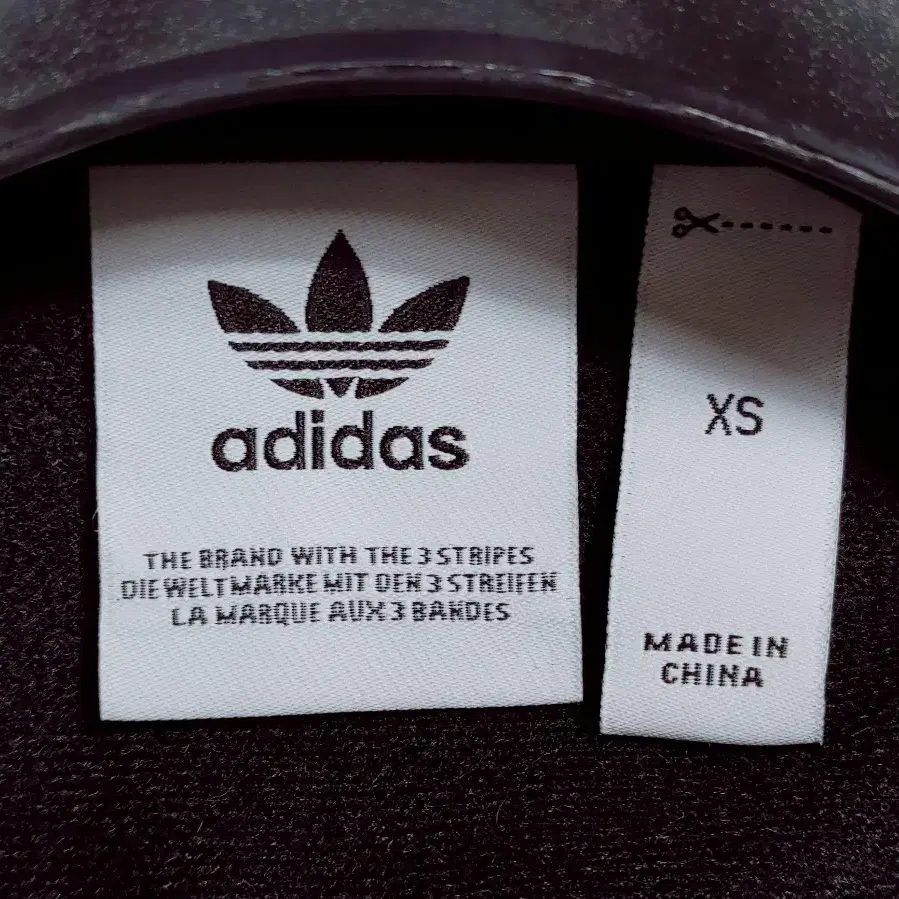 adidas
THE BRAND WITH THE 3 STRIPES
DIE WELTMARKE MIT DEN 3 STREIFEN
LA MARQUE AUX 3 BANDES
XS
MADE IN
CHINA